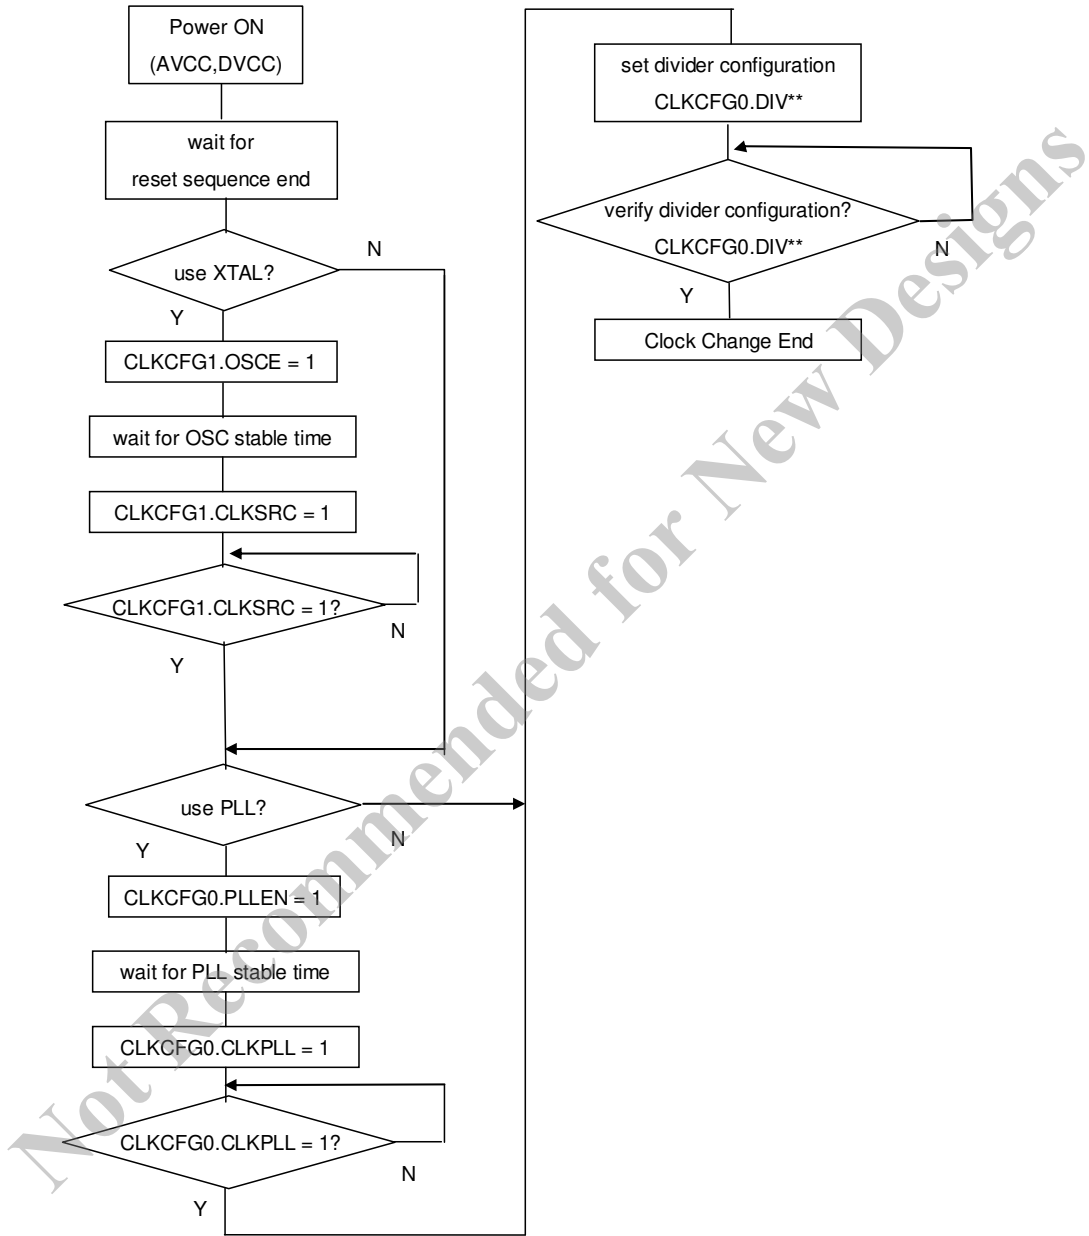 Power ON
(AVCC,DVCC)
wait for
reset sequence end
use XTAL?
N
Y
CLKCFG1.OSCE = 1
wait for OSC stable time
CLKCFG1.CLKSRC = 1
CLKCFG1.CLKSRC = 1?
N
Y
use PLL?
N
Y
CLKCFG0.PLLEN = 1
wait for PLL stable time
CLKCFG0.CLKPLL = 1
CLKCFG0.CLKPLL = 1?
N
Y
set divider configuration
CLKCFG0.DIV**
verify divider configuration?
CLKCFG0.DIV**
N
Y
Clock Change End
Not Recommended for New Designs